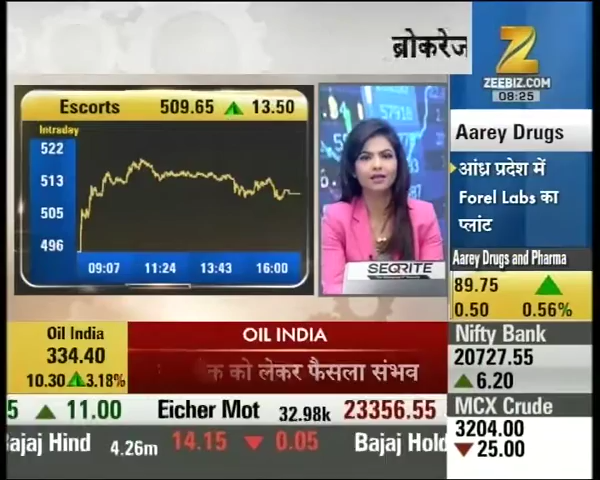 ब्रोकरेज
ZEEBIZ.COM
08:25
Escorts 509.65 13.50
Intraday
522
513
505
496
09:07 11:24 13:43 16:00
SEQRITE
Aarey Drugs
आंध्र प्रदेश में
Forel Labs का
प्लांट
Aarey Drugs and Pharma
89.75
0.50 0.56%
Oil India
334.40
10.30 3.18%
OIL INDIA
को लेकर फैसला संभव
Nifty Bank
20727.55
6.20
MCX Crude
3204.00
25.00
5 11.00 Eicher Mot 32.98k 23356.55 8
Bajaj Hind 4.26m 14.15 0.05 Bajaj Hold